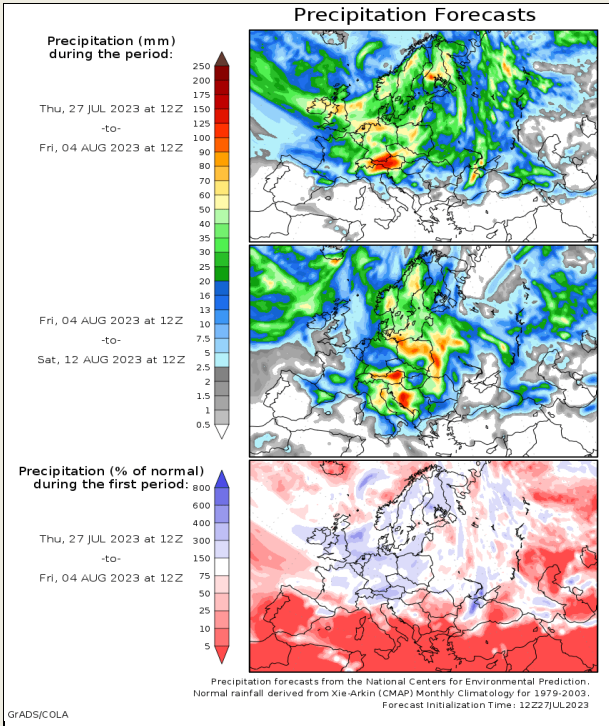 Precipitation Forecasts
Precipitation (mm)
during the period:
Thu, 27 JUL 2023 at 12Z
-to-
Fri, 04 AUG 2023 at 12Z
Fri, 04 AUG 2023 at 12Z
-to-
Sat, 12 AUG 2023 at 12Z
250
200
175
150
125
100
90
80
70
60
50
40
35
30
25
20
16
13
10
7.5
5
2.5
2
1.5
1
0.5
Precipitation (% of normal)
during the first period:
Thu, 27 JUL 2023 at 12Z
-to-
Fri, 04 AUG 2023 at 12Z
800
600
400
300
150
75
50
25
10
5
Precipitation forecasts from the National Centers for Environmental Prediction.
Normal rainfall derived from Xie-Arkin (CMAP) Monthly Climatology for 1979-2003.
Forecast Initialization Time: 12Z27JUL2023
GrADS/COLA